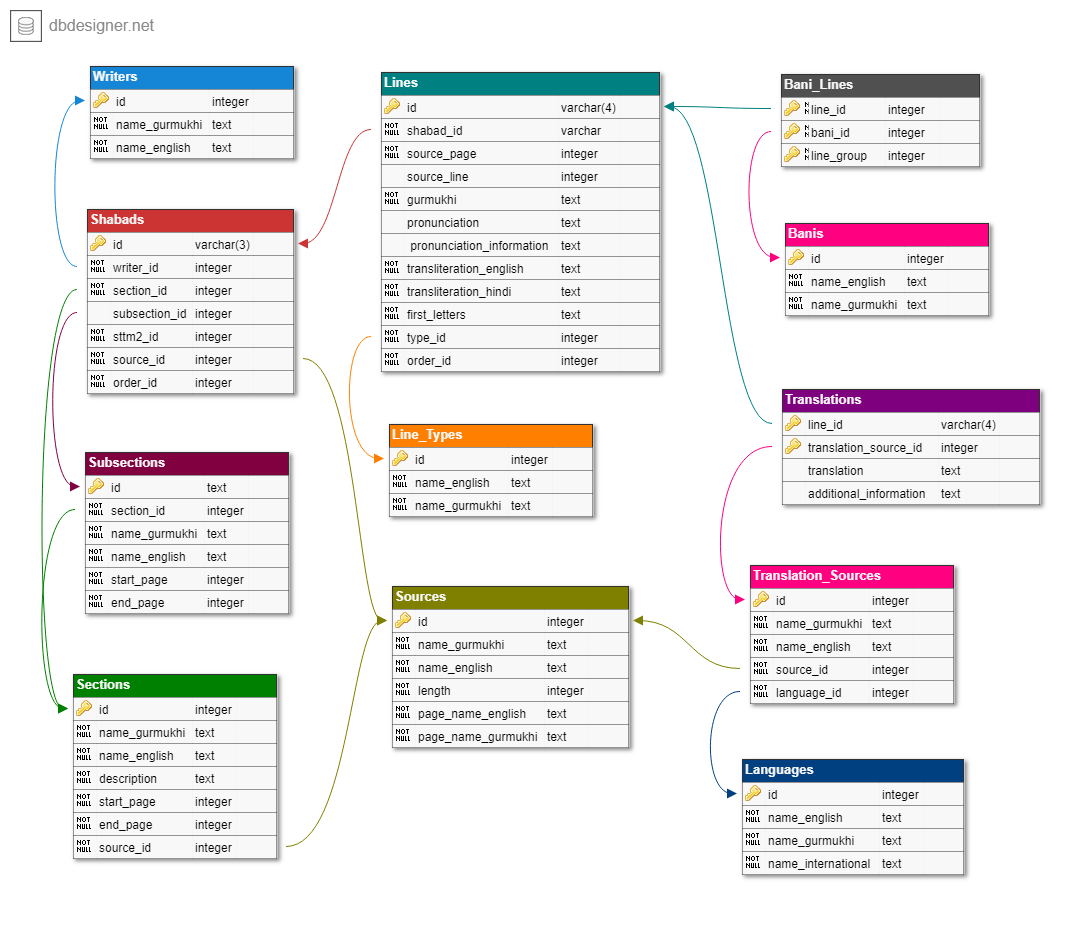 dbdesigner.net
Writers
id integer
NOT NULL name_gurmukhi text
NOT NULL name_english text
Shabads
id varchar(3)
NOT NULL writer_id integer
NOT NULL section_id integer
subsection_id integer
NOT NULL sttm2_id integer
NOT NULL source_id integer
NOT NULL order_id integer
Subsections
id text
NOT NULL section_id integer
NOT NULL name_gurmukhi text
NOT NULL name_english text
NOT NULL start_page integer
NOT NULL end_page integer
Sections
id integer
NOT NULL name_gurmukhi text
NOT NULL name_english text
NOT NULL description text
NOT NULL start_page integer
NOT NULL end_page integer
NOT NULL source_id integer
Lines
id varchar(4)
NOT NULL shabad_id varchar
NOT NULL source_page integer
source_line integer
NOT NULL gurmukhi text
pronunciation text
pronunciation_information text
NOT NULL transliteration_english text
NOT NULL transliteration_hindi text
NOT NULL first_letters text
NOT NULL type_id integer
NOT NULL order_id integer
Line_Types
id integer
NOT NULL name_english text
NOT NULL name_gurmukhi text
Sources
id integer
NOT NULL name_gurmukhi text
NOT NULL name_english text
NOT NULL length integer
NOT NULL page_name_english text
NOT NULL page_name_gurmukhi text
Bani_Lines
N N line_id integer
N N bani_id integer
N N line_group integer
Banis
id integer
NOT NULL name_english text
NOT NULL name_gurmukhi text
Translations
line_id varchar(4)
translation_source_id integer
translation text
additional_information text
Translation_Sources
id integer
NOT NULL name_gurmukhi text
NOT NULL name_english text
NOT NULL source_id integer
NOT NULL language_id integer
Languages
id integer
NOT NULL name_english text
NOT NULL name_gurmukhi text
NOT NULL name_international text